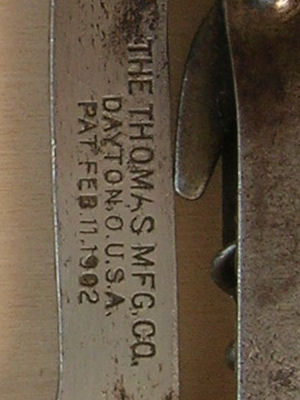 THE THOMAS MFG. CO.
DAYTON, O. U.S.A.
PAT. FEB. 11. 1902